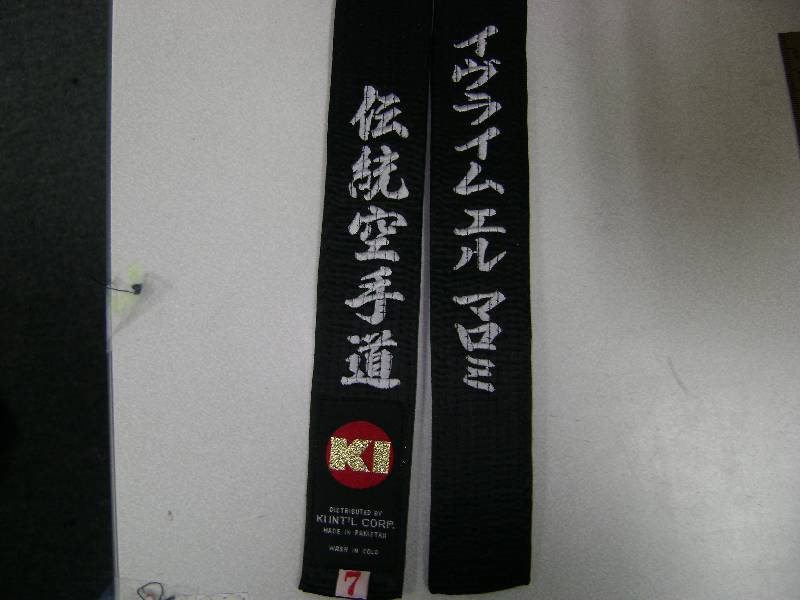 伝統空手道
イヴライム エル マロミ
KI
DISTRIBUTED BY
KI INT'L CORP.
MADE IN PAKISTAN
WASH IN COLD
7